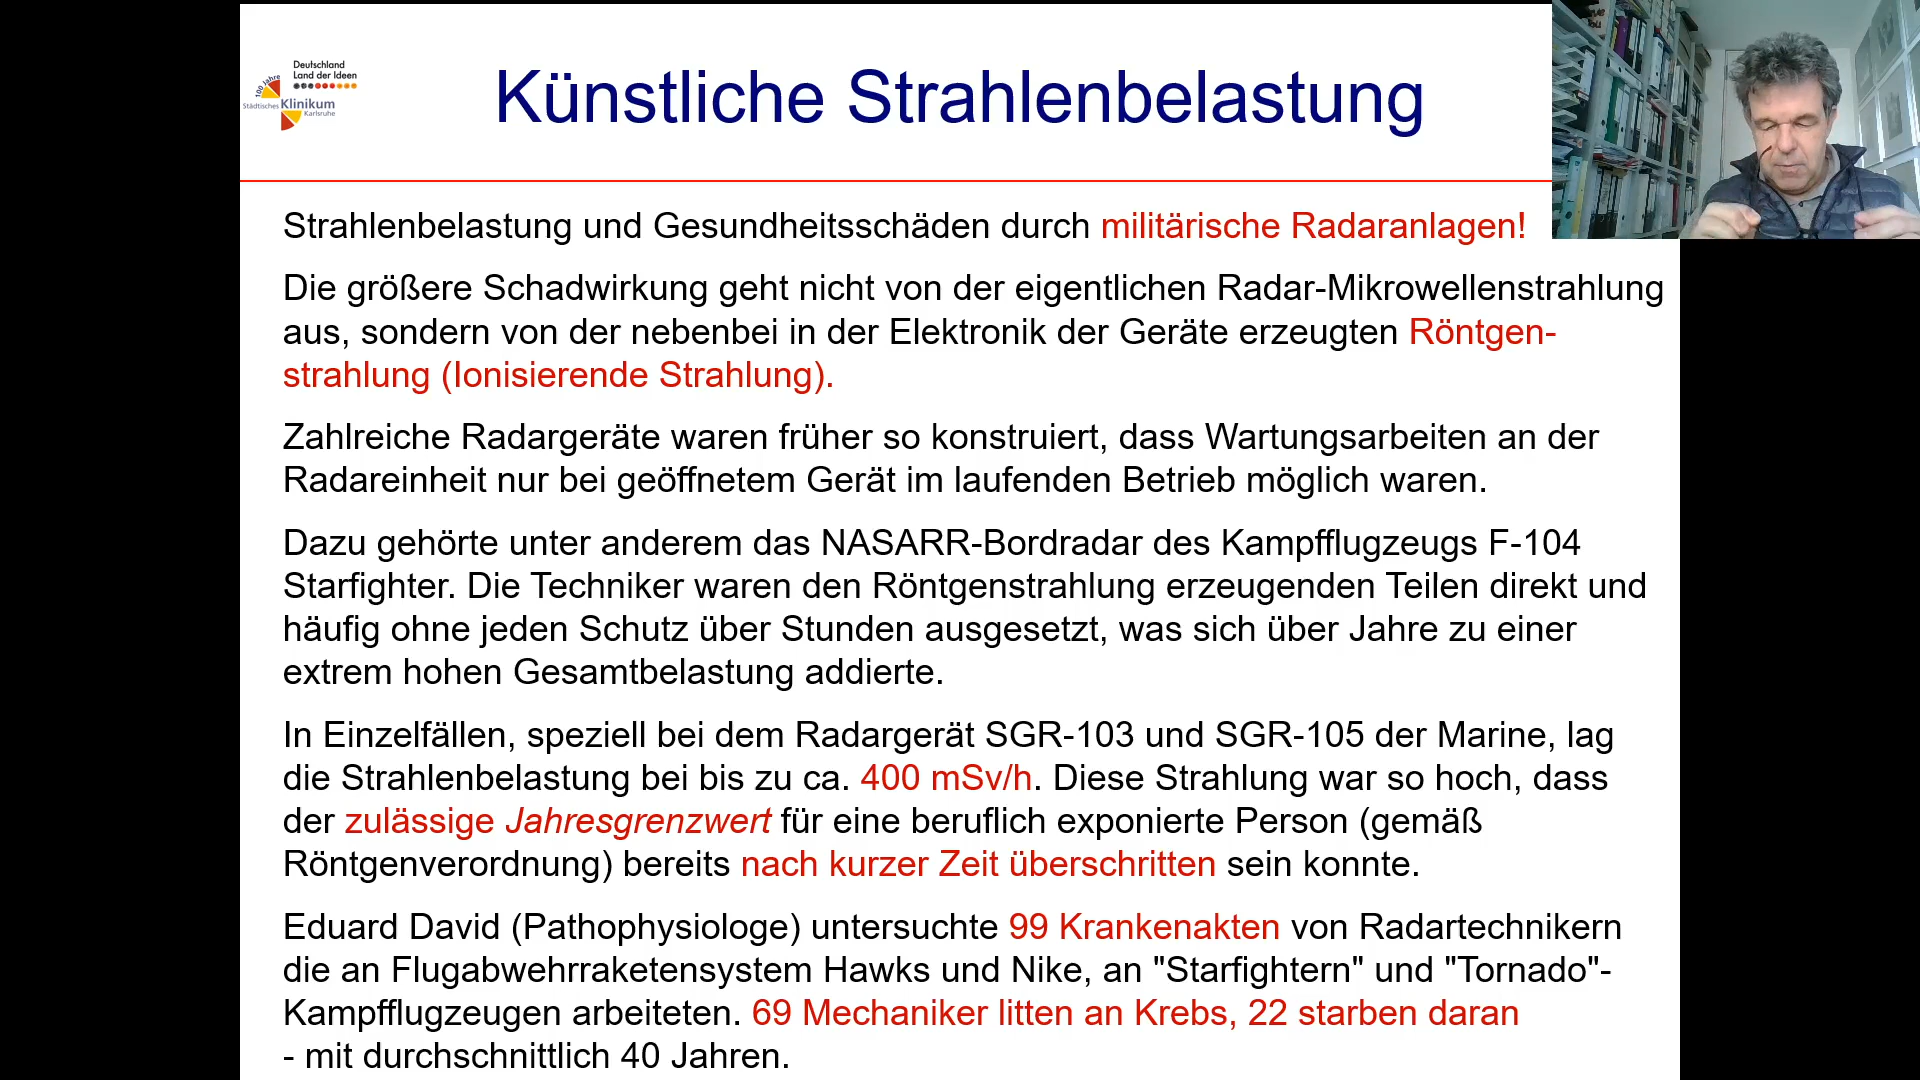 Deutschland
Land der Ideen
100 Jahre
Städtisches Klinikum
Karlsruhe
Künstliche Strahlenbelastung
Strahlenbelastung und Gesundheitsschäden durch militärische Radaranlagen!
Die größere Schadwirkung geht nicht von der eigentlichen Radar-Mikrowellenstrahlung
aus, sondern von der nebenbei in der Elektronik der Geräte erzeugten Röntgen-
strahlung (Ionisierende Strahlung).
Zahlreiche Radargeräte waren früher so konstruiert, dass Wartungsarbeiten an der
Radareinheit nur bei geöffnetem Gerät im laufenden Betrieb möglich waren.
Dazu gehörte unter anderem das NASARR-Bordradar des Kampfflugzeugs F-104
Starfighter. Die Techniker waren den Röntgenstrahlung erzeugenden Teilen direkt und
häufig ohne jeden Schutz über Stunden ausgesetzt, was sich über Jahre zu einer
extrem hohen Gesamtbelastung addierte.
In Einzelfällen, speziell bei dem Radargerät SGR-103 und SGR-105 der Marine, lag
die Strahlenbelastung bei bis zu ca. 400 mSv/h. Diese Strahlung war so hoch, dass
der zulässige Jahresgrenzwert für eine beruflich exponierte Person (gemäß
Röntgenverordnung) bereits nach kurzer Zeit überschritten sein konnte.
Eduard David (Pathophysiologe) untersuchte 99 Krankenakten von Radartechnikern
die an Flugabwehrraketensystem Hawks und Nike, an "Starfightern" und "Tornado"-
Kampfflugzeugen arbeiteten. 69 Mechaniker litten an Krebs, 22 starben daran
- mit durchschnittlich 40 Jahren.